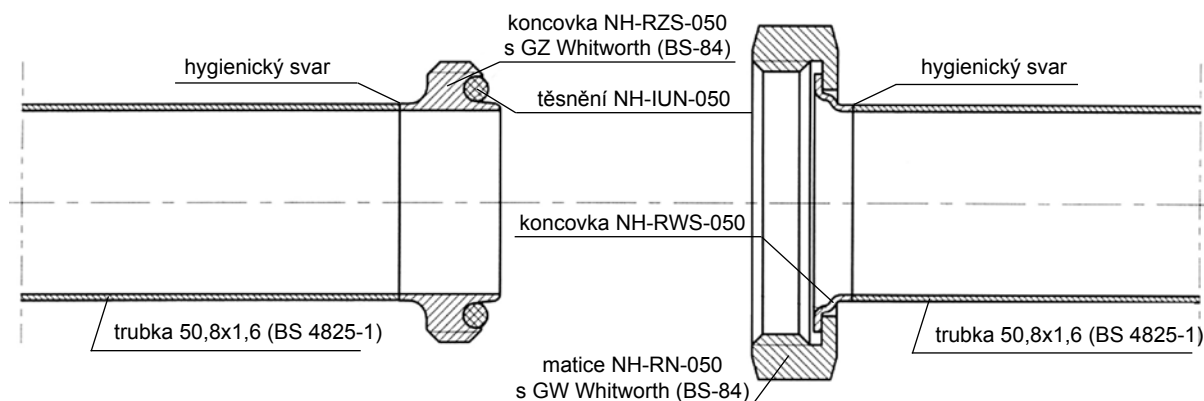 koncovka NH-RZS-050
s GZ Whitworth (BS-84)
hygienický svar
hygienický svar
těsnění NH-IUN-050
koncovka NH-RWS-050
trubka 50,8x1,6 (BS 4825-1)
trubka 50,8x1,6 (BS 4825-1)
matice NH-RN-050
s GW Whitworth (BS-84)